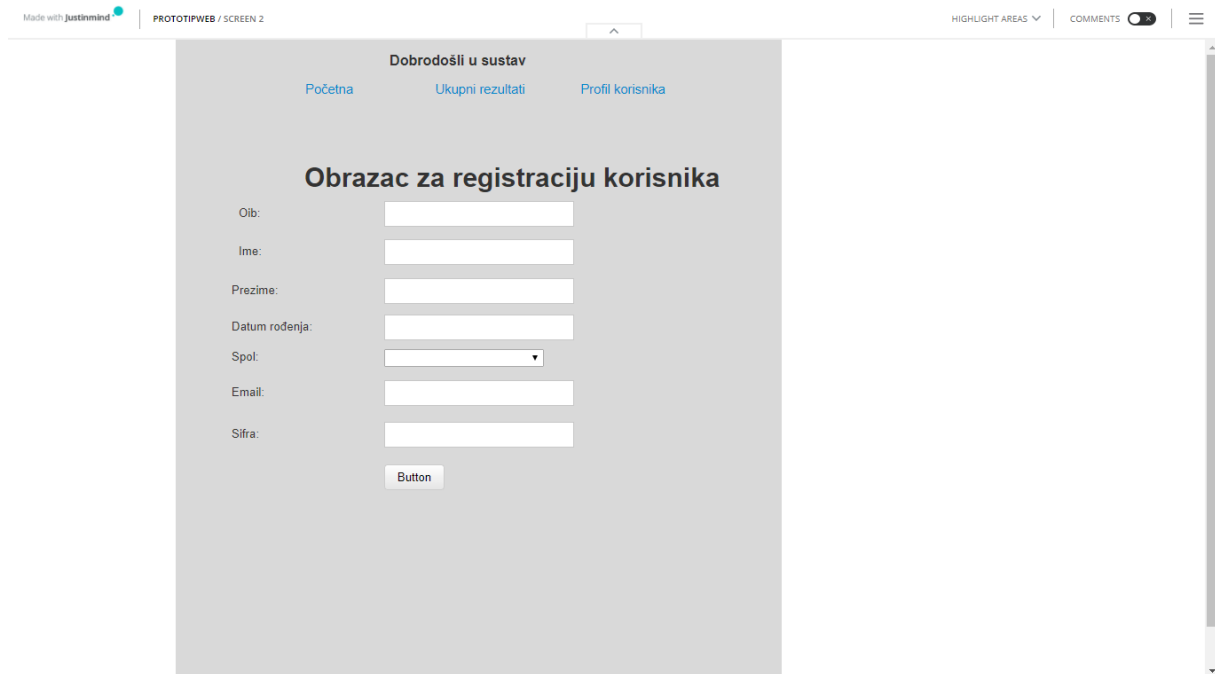 Made with Justinmind
PROTOTIPWEB / SCREEN 2
HIGHLIGHT AREAS
COMMENTS
Dobrodošli u sustav
Početna Ukupni rezultati Profil korisnika
Obrazac za registraciju korisnika
Oib:
Ime:
Prezime:
Datum rođenja:
Spol:
Email:
Sifra:
Button